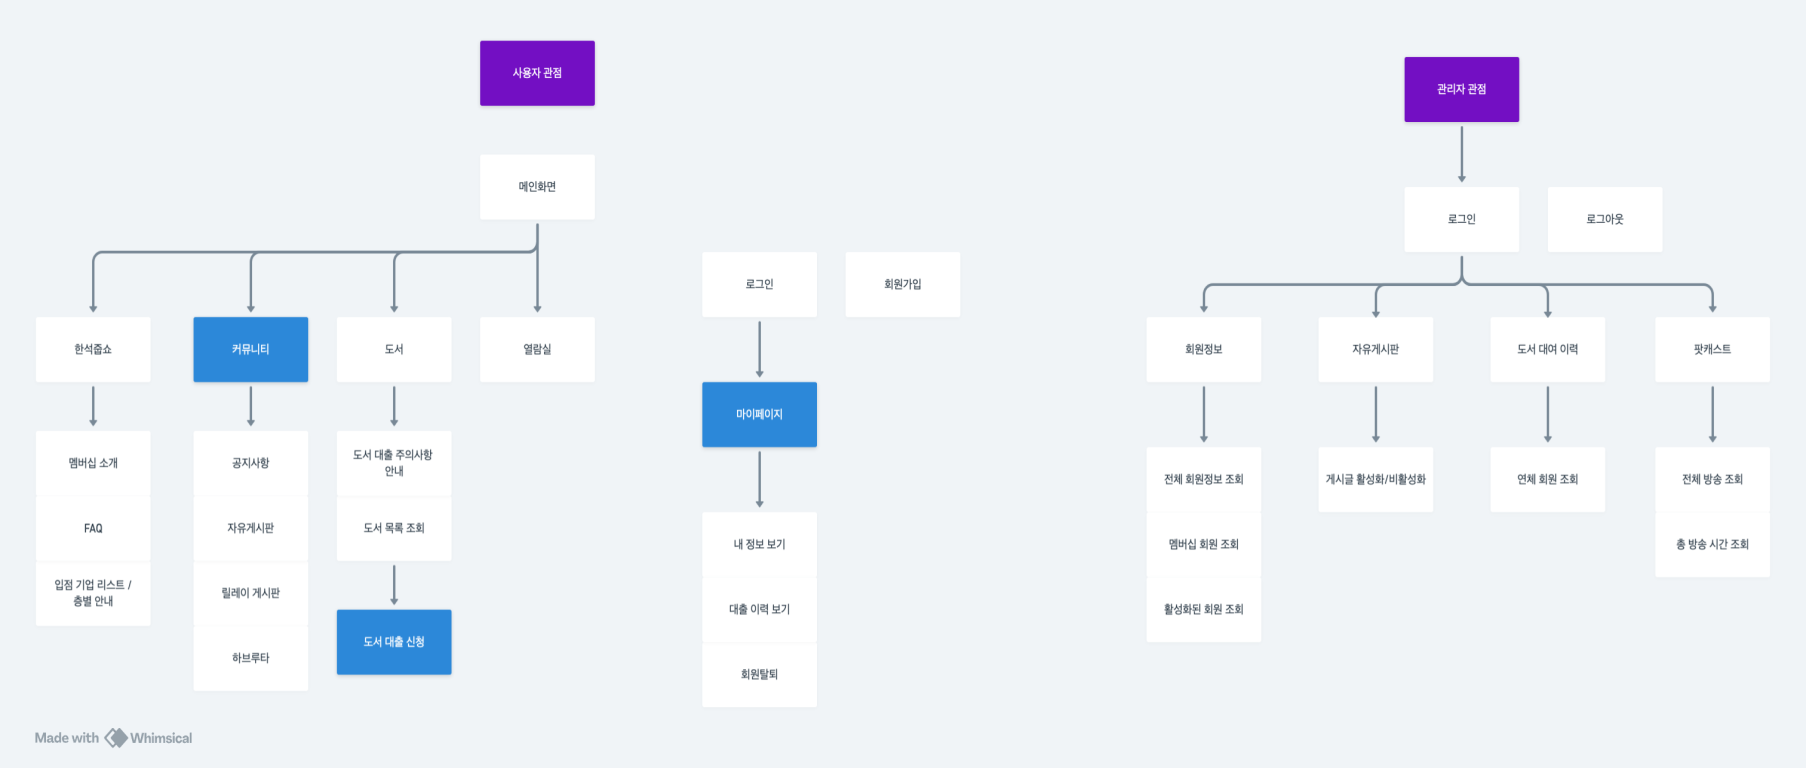 사용자 관점
메인화면
한석줍쇼
커뮤니티
도서
열람실
멤버십 소개
FAQ
입점 기업 리스트 /
층별 안내
공지사항
자유게시판
릴레이 게시판
하브루타
도서 대출 주의사항
안내
도서 목록 조회
도서 대출 신청
로그인
회원가입
마이페이지
내 정보 보기
대출 이력 보기
회원탈퇴
관리자 관점
로그인
로그아웃
회원정보
자유게시판
도서 대여 이력
팟캐스트
전체 회원정보 조회
멤버십 회원 조회
활성화된 회원 조회
게시글 활성화/비활성화
연체 회원 조회
전체 방송 조회
총 방송 시간 조회
Made with Whimsical